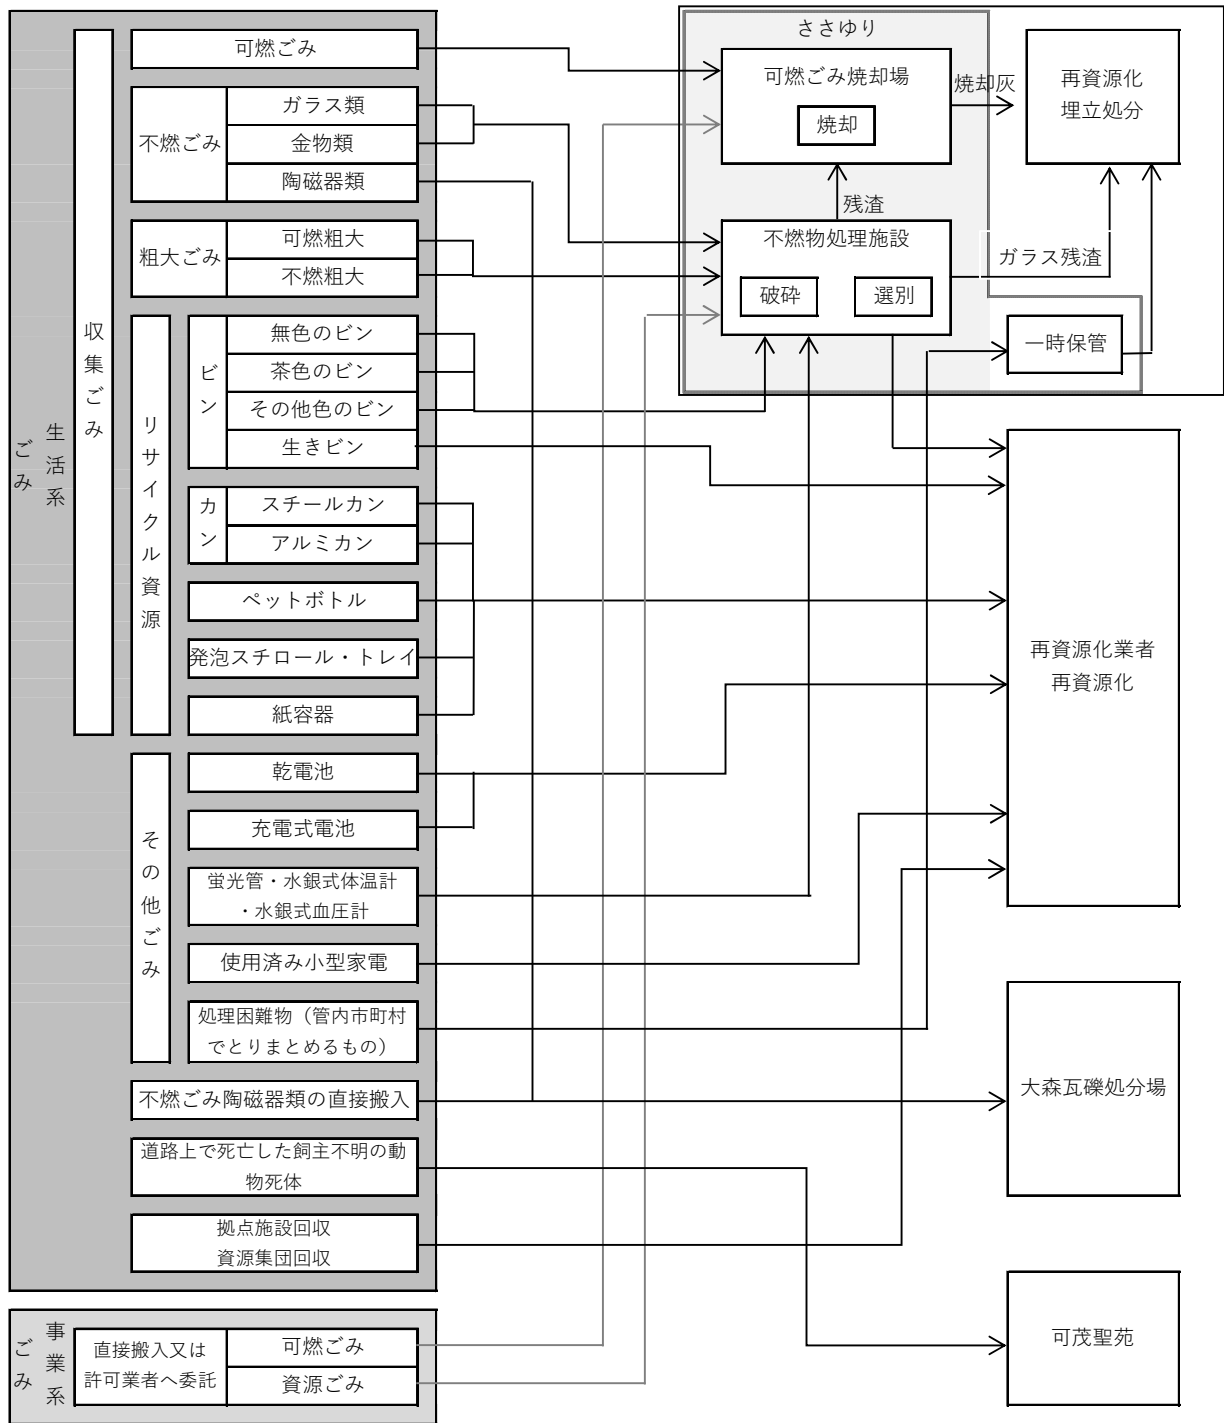 生活系
ごみ
収集ごみ
可燃ごみ
不燃ごみ
ガラス類
金物類
陶磁器類
粗大ごみ
可燃粗大
不燃粗大
リサイクル資源
ビン
無色のビン
茶色のビン
その他色のビン
生きビン
カン
スチールカン
アルミカン
ペットボトル
発泡スチロール・トレイ
紙容器
その他ごみ
乾電池
充電式電池
蛍光管・水銀式体温計
・水銀式血圧計
使用済み小型家電
処理困難物（管内市町村
でとりまとめるもの）
不燃ごみ陶磁器類の直接搬入
道路上で死亡した飼主不明の動
物死体
拠点施設回収
資源集団回収
事業系
ごみ
直接搬入又は
許可業者へ委託
可燃ごみ
資源ごみ
ささゆり
可燃ごみ焼却場
焼却
焼却灰
再資源化
埋立処分
残渣
不燃物処理施設
破砕
選別
ガラス残渣
一時保管
再資源化業者
再資源化
大森瓦礫処分場
可茂聖苑